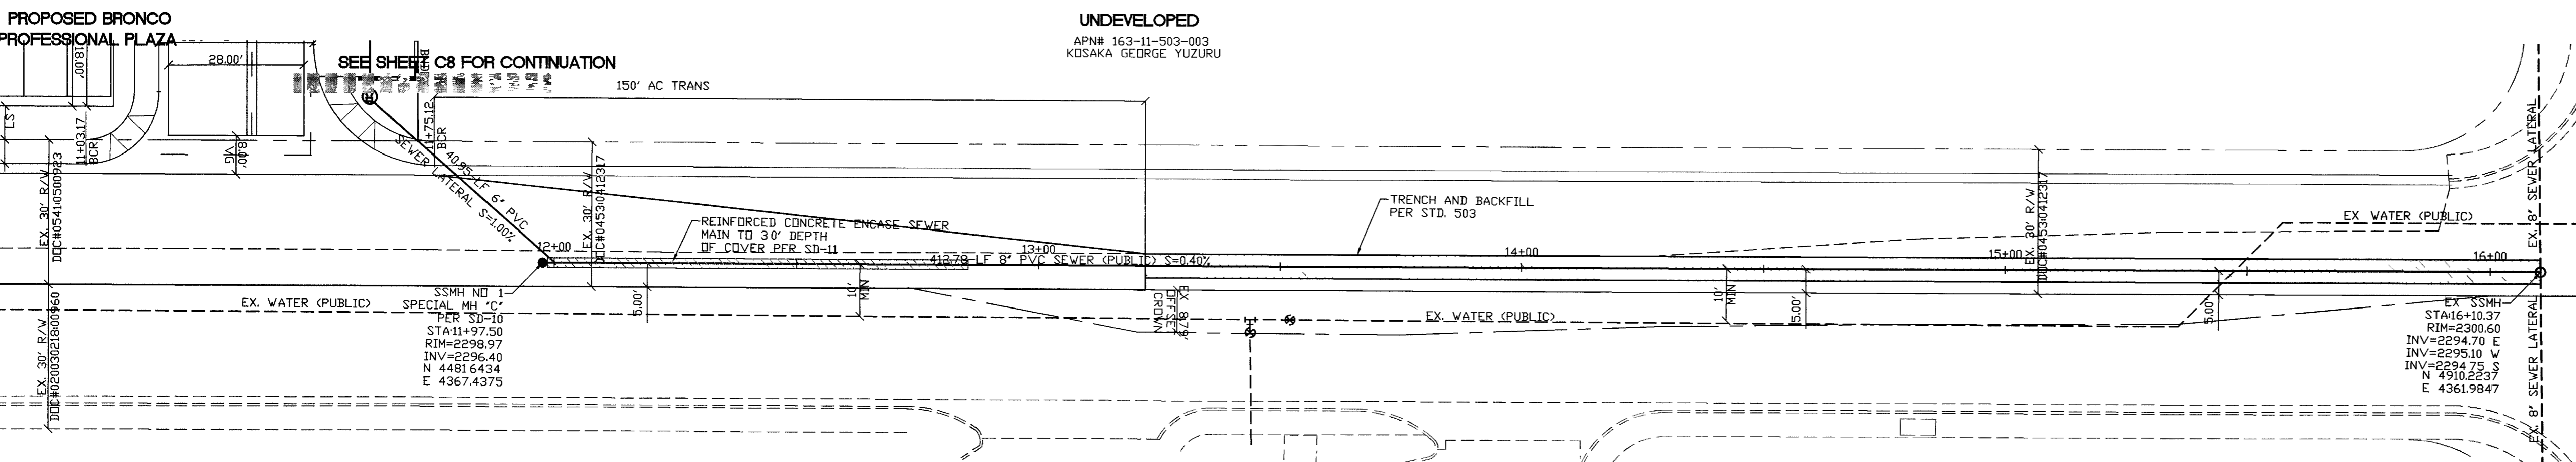 PROPOSED BRONCO
PROFESSIONAL PLAZA
UNDEVELOPED
APN# 163-11-503-003
KOSAKA GEORGE YUZURU
SEE SHEET C8 FOR CONTINUATION
28.00'
18.00'
150' AC TRANS
LS
11+03.17
BCR
8.00'
VG
11+75.12
BCR
40.95-LF 6" PVC
SEWER LATERAL S=1.00%
EX. 30' R/W
DOC#05410500923
EX. 30' R/W
DOC#0453:0412317
REINFORCED CONCRETE ENCASE SEWER
MAIN TO 30' DEPTH
OF COVER PER SD-11
TRENCH AND BACKFILL
PER STD. 503
EX. 30' R/W
DOC#0453:0412317
EX WATER (PUBLIC)
EX. 8" SEWER LATERAL
12+00
13+00
14+00
15+00
16+00
412.78-LF 8" PVC SEWER (PUBLIC) S=0.40%
EX. WATER (PUBLIC)
EX. 30' R/W
SSMH NO 1
SPECIAL MH "C"
PER SD-10
STA:11+97.50
RIM=2298.97
INV=2296.40
N 4481 6434
E 4367.4375
5.00'
10'
MIN
EX 8.79'
OFFSET
CROWN
EX. WATER (PUBLIC)
10'
MIN
5.00'
5.00'
EX SSMH
STA:16+10.37
RIM=2300.60
INV=2294.70 E
INV=2295.10 W
INV=2294 75 S
N 4910.2237
E 4361.9847
EX. 8" SEWER LATERAL